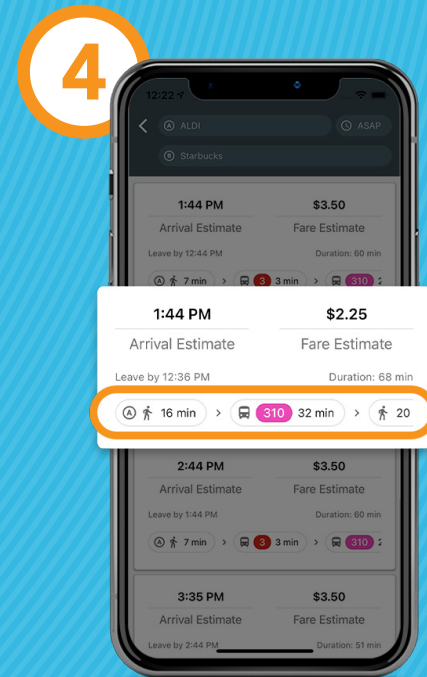 4
12:22
A ALDI ASAP
B Starbucks
1:44 PM $3.50
Arrival Estimate Fare Estimate
Leave by 12:44 PM Duration: 60 min
A 7 min > 3 3 min > 310 2
1:44 PM $2.25
Arrival Estimate Fare Estimate
Leave by 12:36 PM Duration: 68 min
A 16 min > 310 32 min > 20
2:44 PM $3.50
Arrival Estimate Fare Estimate
Leave by 1:44 PM Duration: 60 min
A 7 min > 3 3 min > 310 2
3:35 PM $3.50
Arrival Estimate Fare Estimate
Leave by 2:44 PM Duration: 51 min